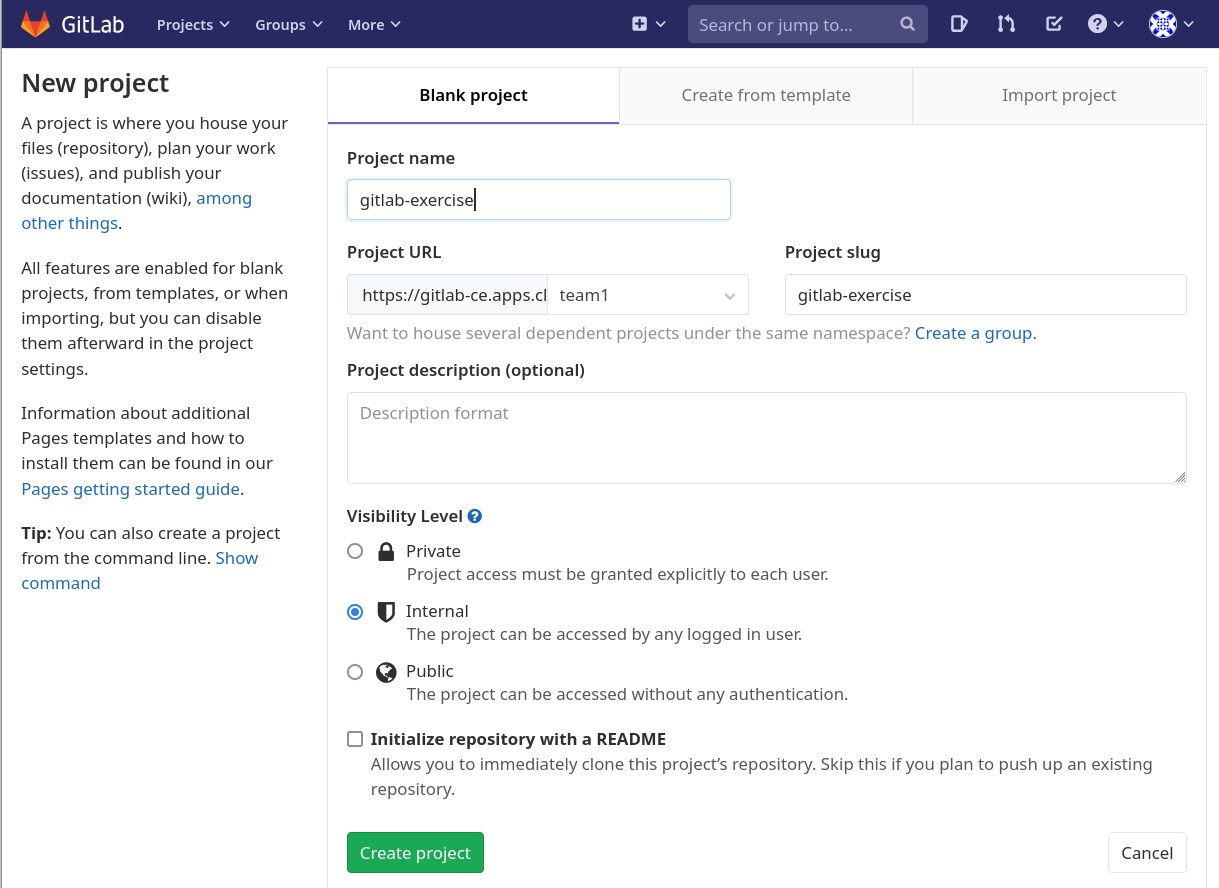 GitLab Projects Groups More Search or jump to...
New project
A project is where you house your
files (repository), plan your work
(issues), and publish your
documentation (wiki), among
other things.
All features are enabled for blank
projects, from templates, or when
importing, but you can disable
them afterward in the project
settings.
Information about additional
Pages templates and how to
install them can be found in our
Pages getting started guide.
Tip: You can also create a project
from the command line. Show
command
Blank project Create from template Import project
Project name
gitlab-exercise
Project URL Project slug
https://gitlab-ce.apps.cl team1 gitlab-exercise
Want to house several dependent projects under the same namespace? Create a group.
Project description (optional)
Description format
Visibility Level
Private
Project access must be granted explicitly to each user.
Internal
The project can be accessed by any logged in user.
Public
The project can be accessed without any authentication.
Initialize repository with a README
Allows you to immediately clone this project’s repository. Skip this if you plan to push up an existing
repository.
Create project Cancel